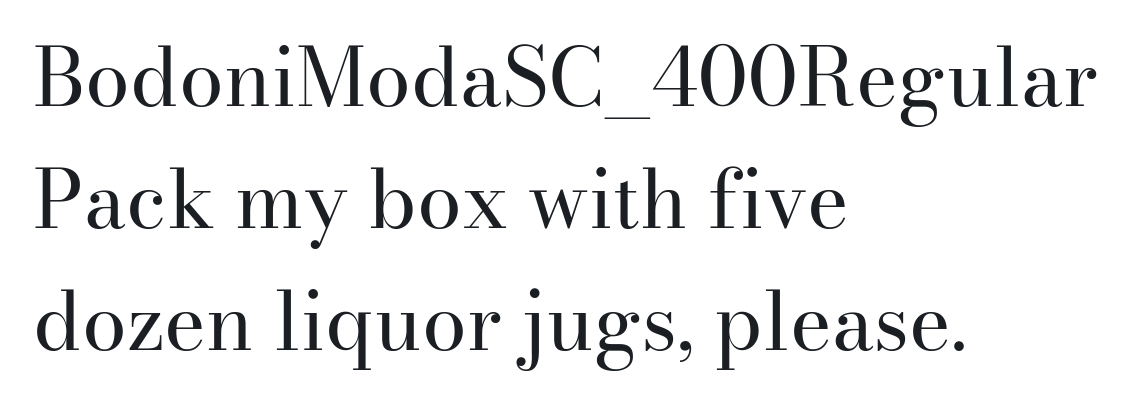 BodoniModaSC_400Regular
Pack my box with five
dozen liquor jugs, please.